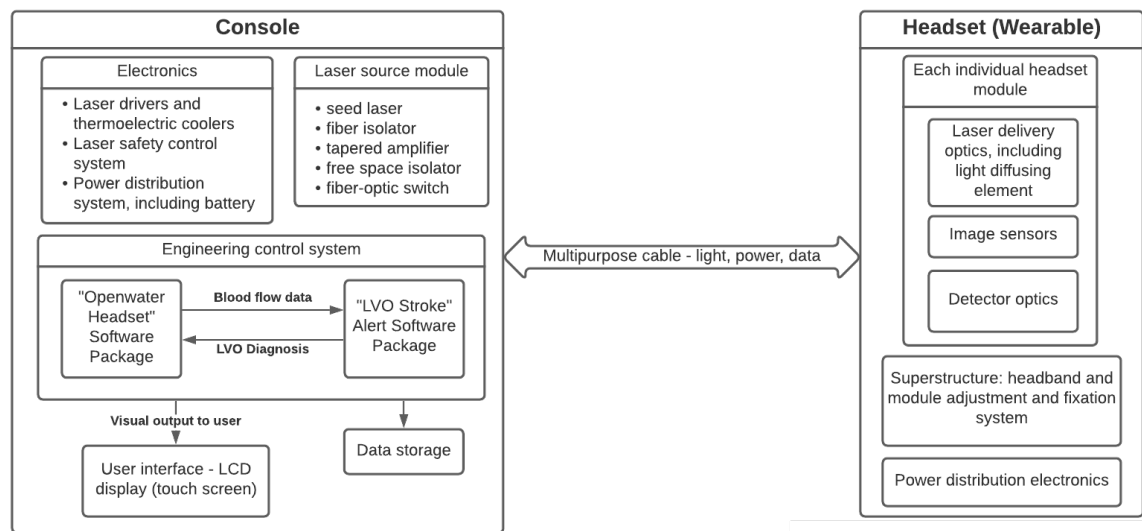 Console
Electronics
• Laser drivers and
thermoelectric coolers
• Laser safety control
system
• Power distribution
system, including battery
Laser source module
• seed laser
• fiber isolator
• tapered amplifier
• free space isolator
• fiber-optic switch
Engineering control system
"Openwater
Headset"
Software
Package
Blood flow data
LVO Diagnosis
"LVO Stroke"
Alert Software
Package
Visual output to user
User interface - LCD
display (touch screen)
Data storage
Multipurpose cable - light, power, data
Headset (Wearable)
Each individual headset
module
Laser delivery
optics, including
light diffusing
element
Image sensors
Detector optics
Superstructure: headband and
module adjustment and fixation
system
Power distribution electronics